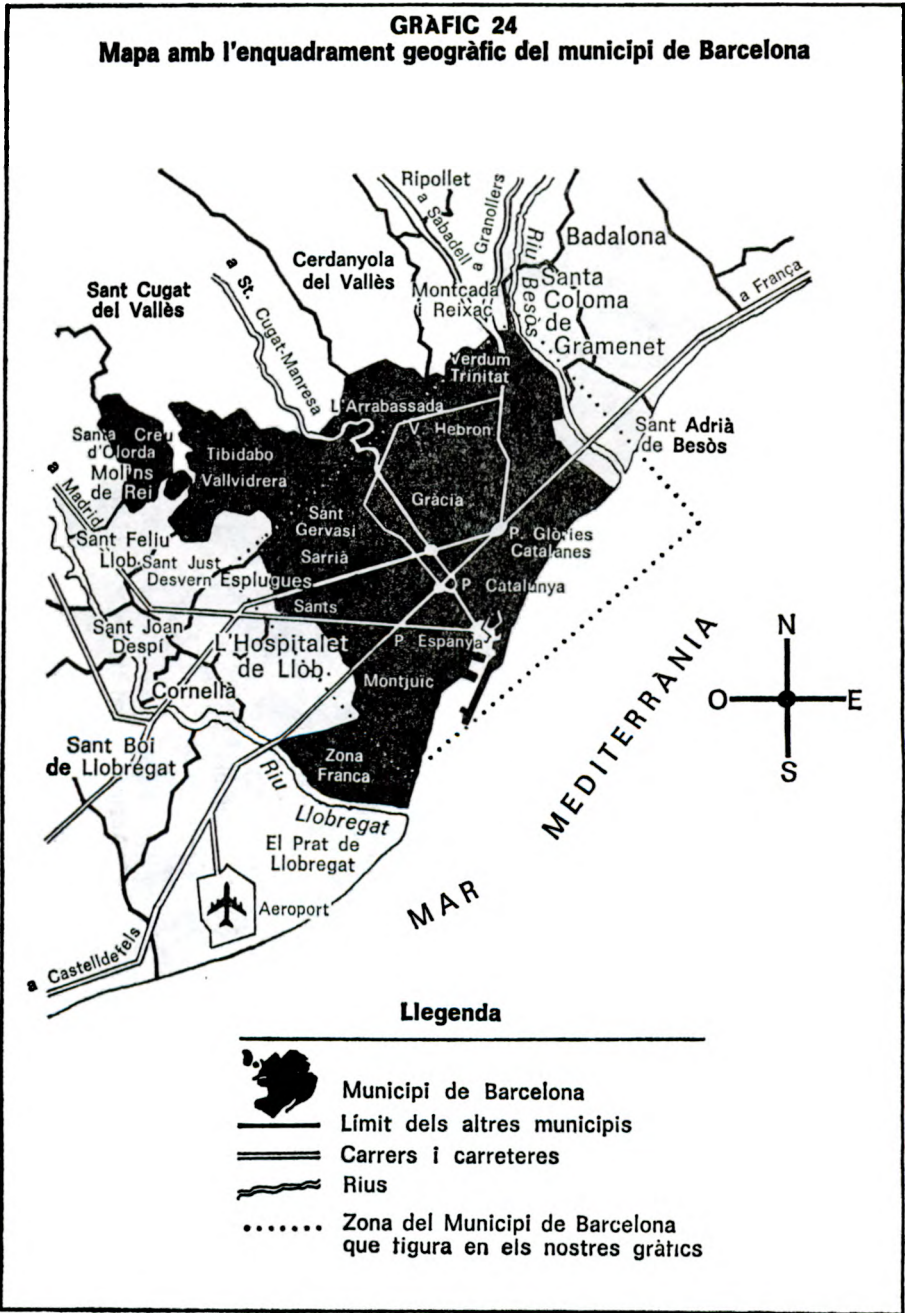 GRÀFIC 24
Mapa amb l'enquadrament geogràfic del municipi de Barcelona
Ripollet
a Sabadell
a Granollers
Riu Besòs
Badalona
a França
Cerdanyola
del Vallès
Sant Cugat
del Vallès
a St. Cugat-Manresa
Montcada
i Reixac
Santa
Coloma
de
Gramenet
Verdum
Trinitat
L'Arrabassada
V. Hebron
Sant Adrià
de Besòs
Santa Creu
d'Olorda
Molins
de Rei
Tibidabo
Vallvidrera
a Madrid
Gràcia
Sant
Gervasi
Sarrià
P. Glòries
Catalanes
Sant Feliu
Llob.
Sant Just
Desvern
Esplugues
P. Catalunya
Sants
Sant Joan
Despí
L'Hospitalet
de Llob.
P. Espanya
Montjuïc
Cornellà
Sant Boi
de Llobregat
Zona
Franca
Riu Llobregat
El Prat de
Llobregat
Aeroport
a Castelldefels
MAR MEDITERRÀNIA
N
O E
S
Llegenda
Municipi de Barcelona
Límit dels altres municipis
Carrers i carreteres
Rius
Zona del Municipi de Barcelona
que figura en els nostres gràfics